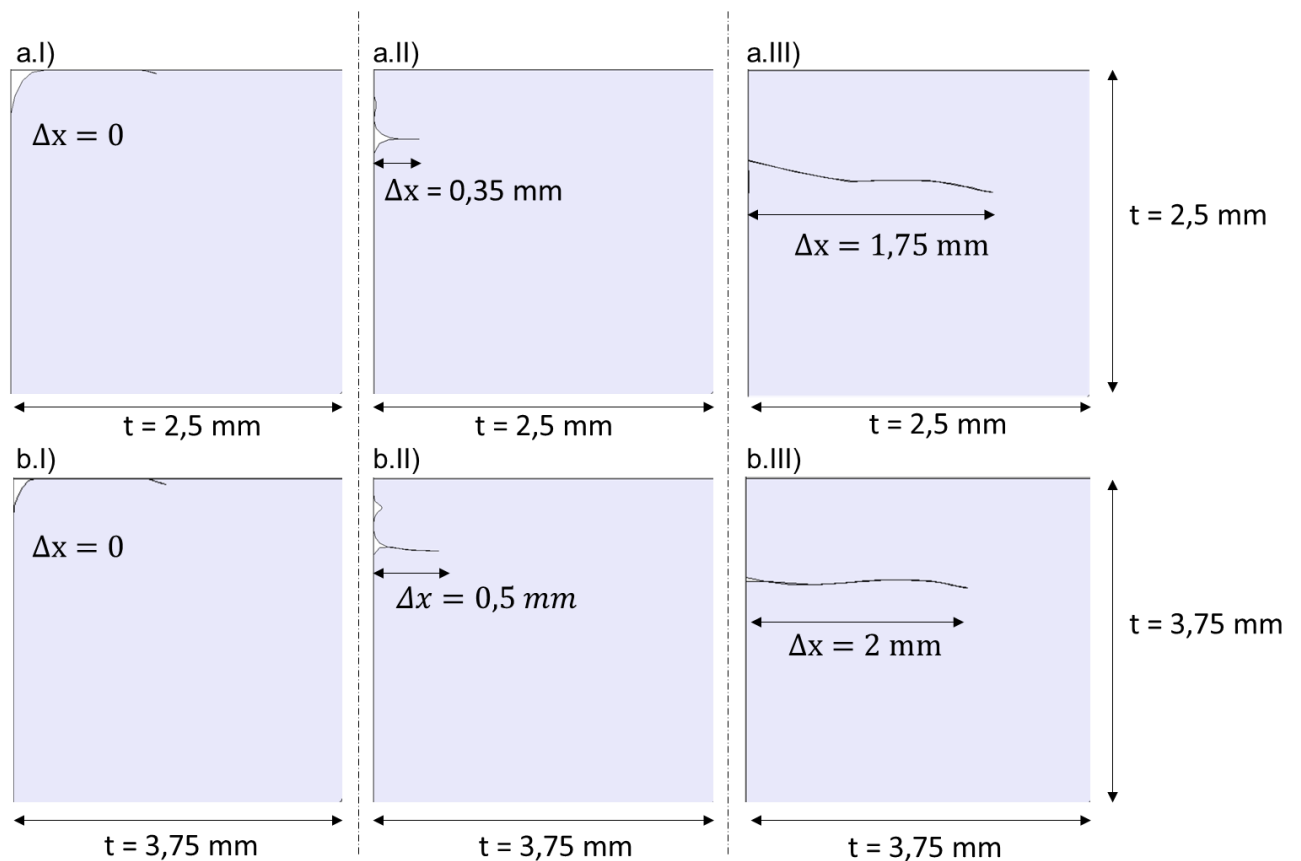 a.I)
a.II)
a.III)
Δx = 0
Δx = 0,35 mm
Δx = 1,75 mm
t = 2,5 mm
t = 2,5 mm
t = 2,5 mm
t = 2,5 mm
b.I)
b.II)
b.III)
Δx = 0
Δx = 0,5 mm
Δx = 2 mm
t = 3,75 mm
t = 3,75 mm
t = 3,75 mm
t = 3,75 mm